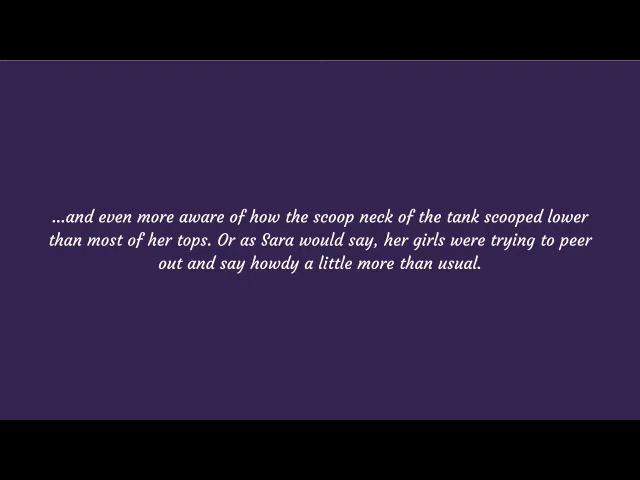 ...and even more aware of how the scoop neck of the tank scooped lower
than most of her tops. Or as Sara would say, her girls were trying to peer
out and say howdy a little more than usual.